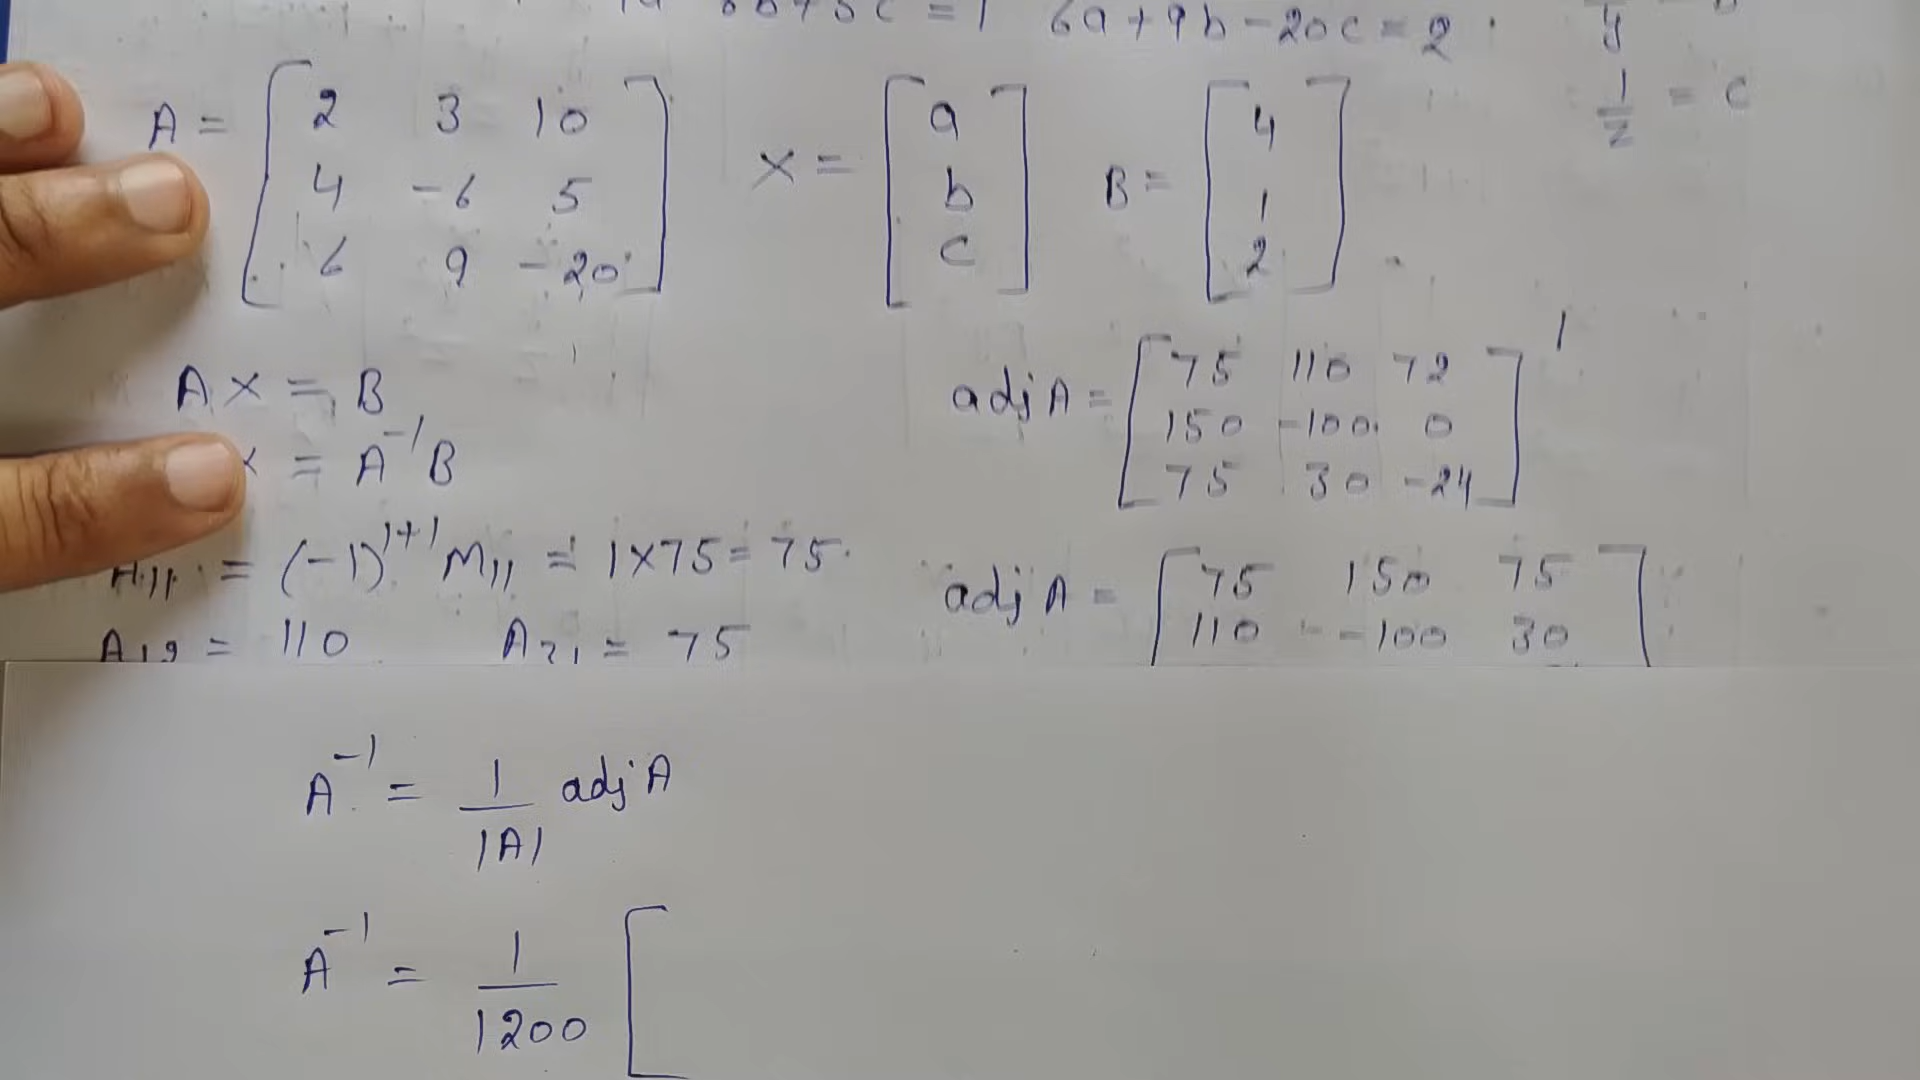 = 1 6a+9b-20c = 2
1/z = c
A = [2 3 10
4 -6 5
6 9 -20]
X = [a
b
c]
B = [4
1
2]
AX = B
X = A⁻¹B
adj A = [75 110 72
150 -100 0
75 30 -24]'
A11 = (-1)¹⁺¹ M11 = 1×75 = 75
A12 = 110 A31 = 75
adj A = [75 150 75
110 -100 30
A⁻¹ = 1/|A| adj A
A⁻¹ = 1/1200 [